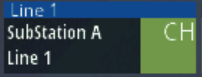 Line 1
SubStation A
CH
Line 1